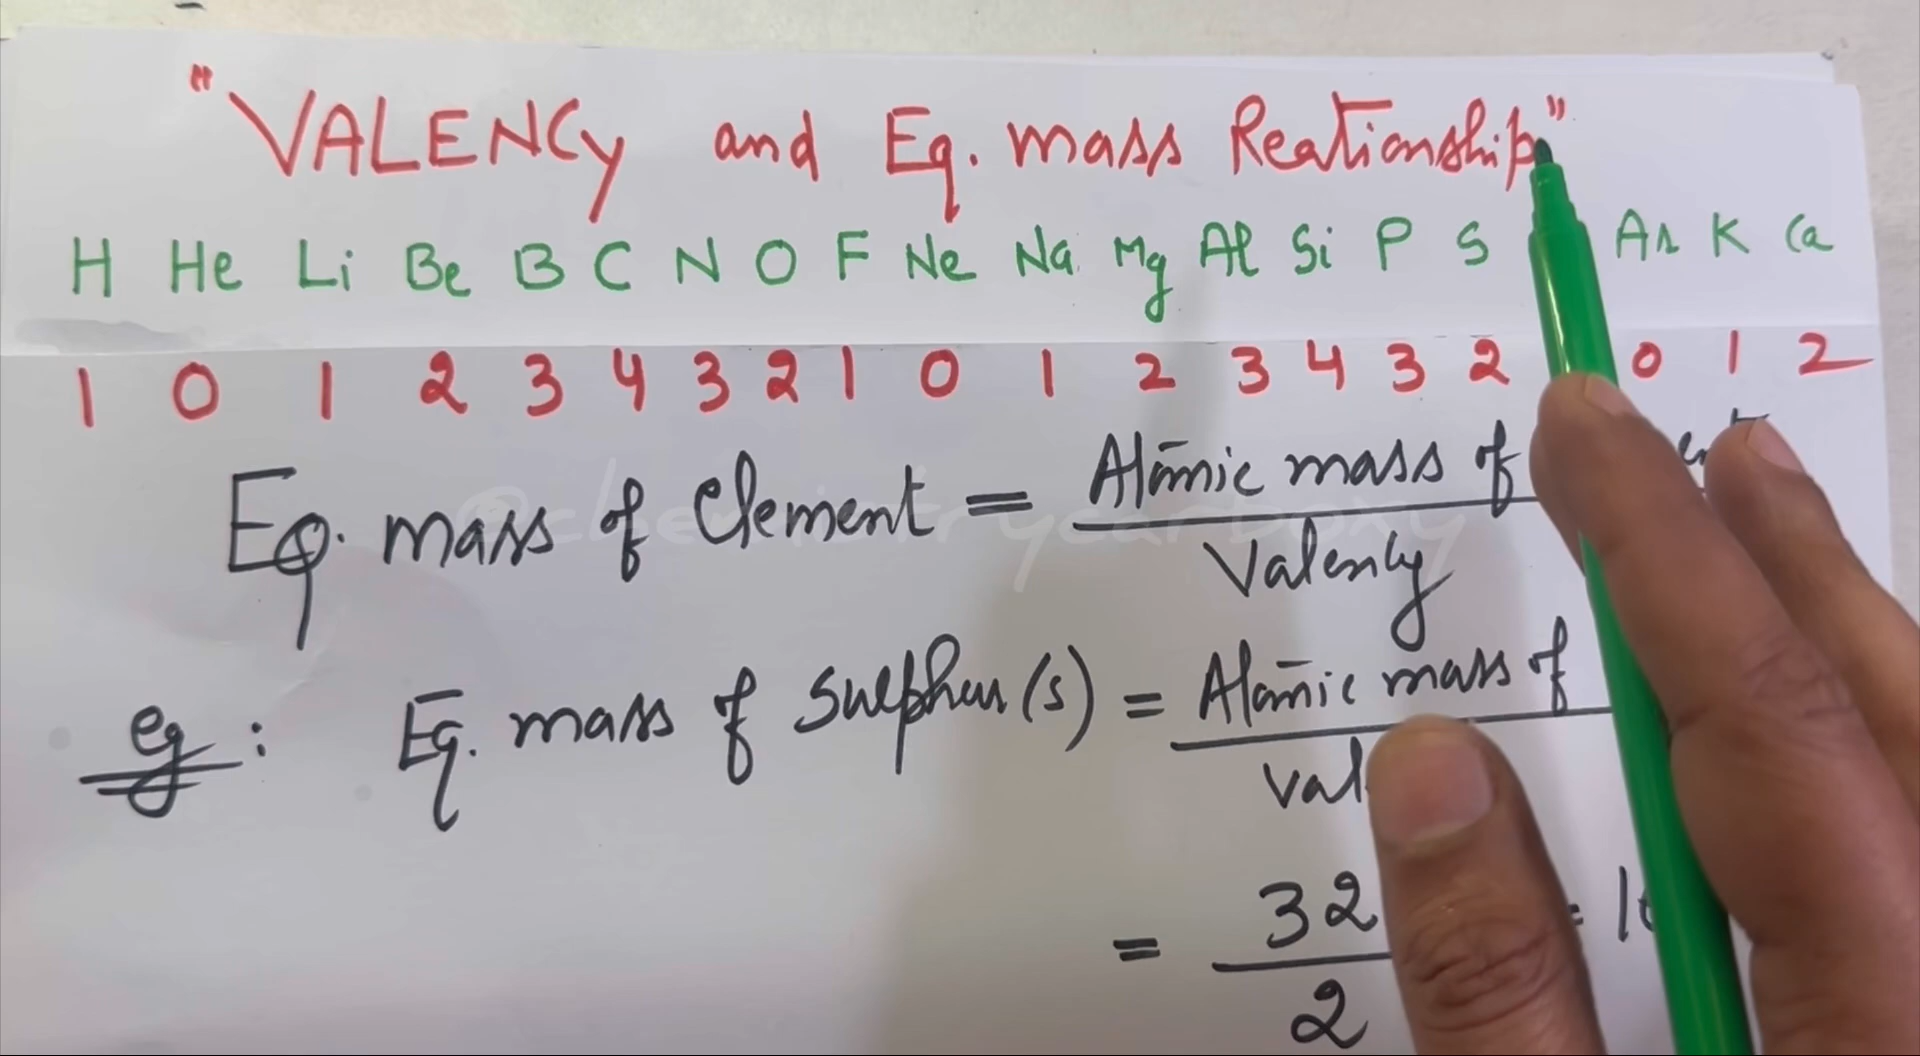 "VALENCy and Eq. mass Reationship"
H He Li Be B C N O F Ne Na Mg Al Si P S Ar K Ca
1 0 1 2 3 4 3 2 1 0 1 2 3 4 3 2 0 1 2
Eq. mass of Element = Atomic mass of
Valency
eg: Eq. mass of Sulphur (s) = Atomic mass of
Val
= 32 =
2
@chemistrycarboxy